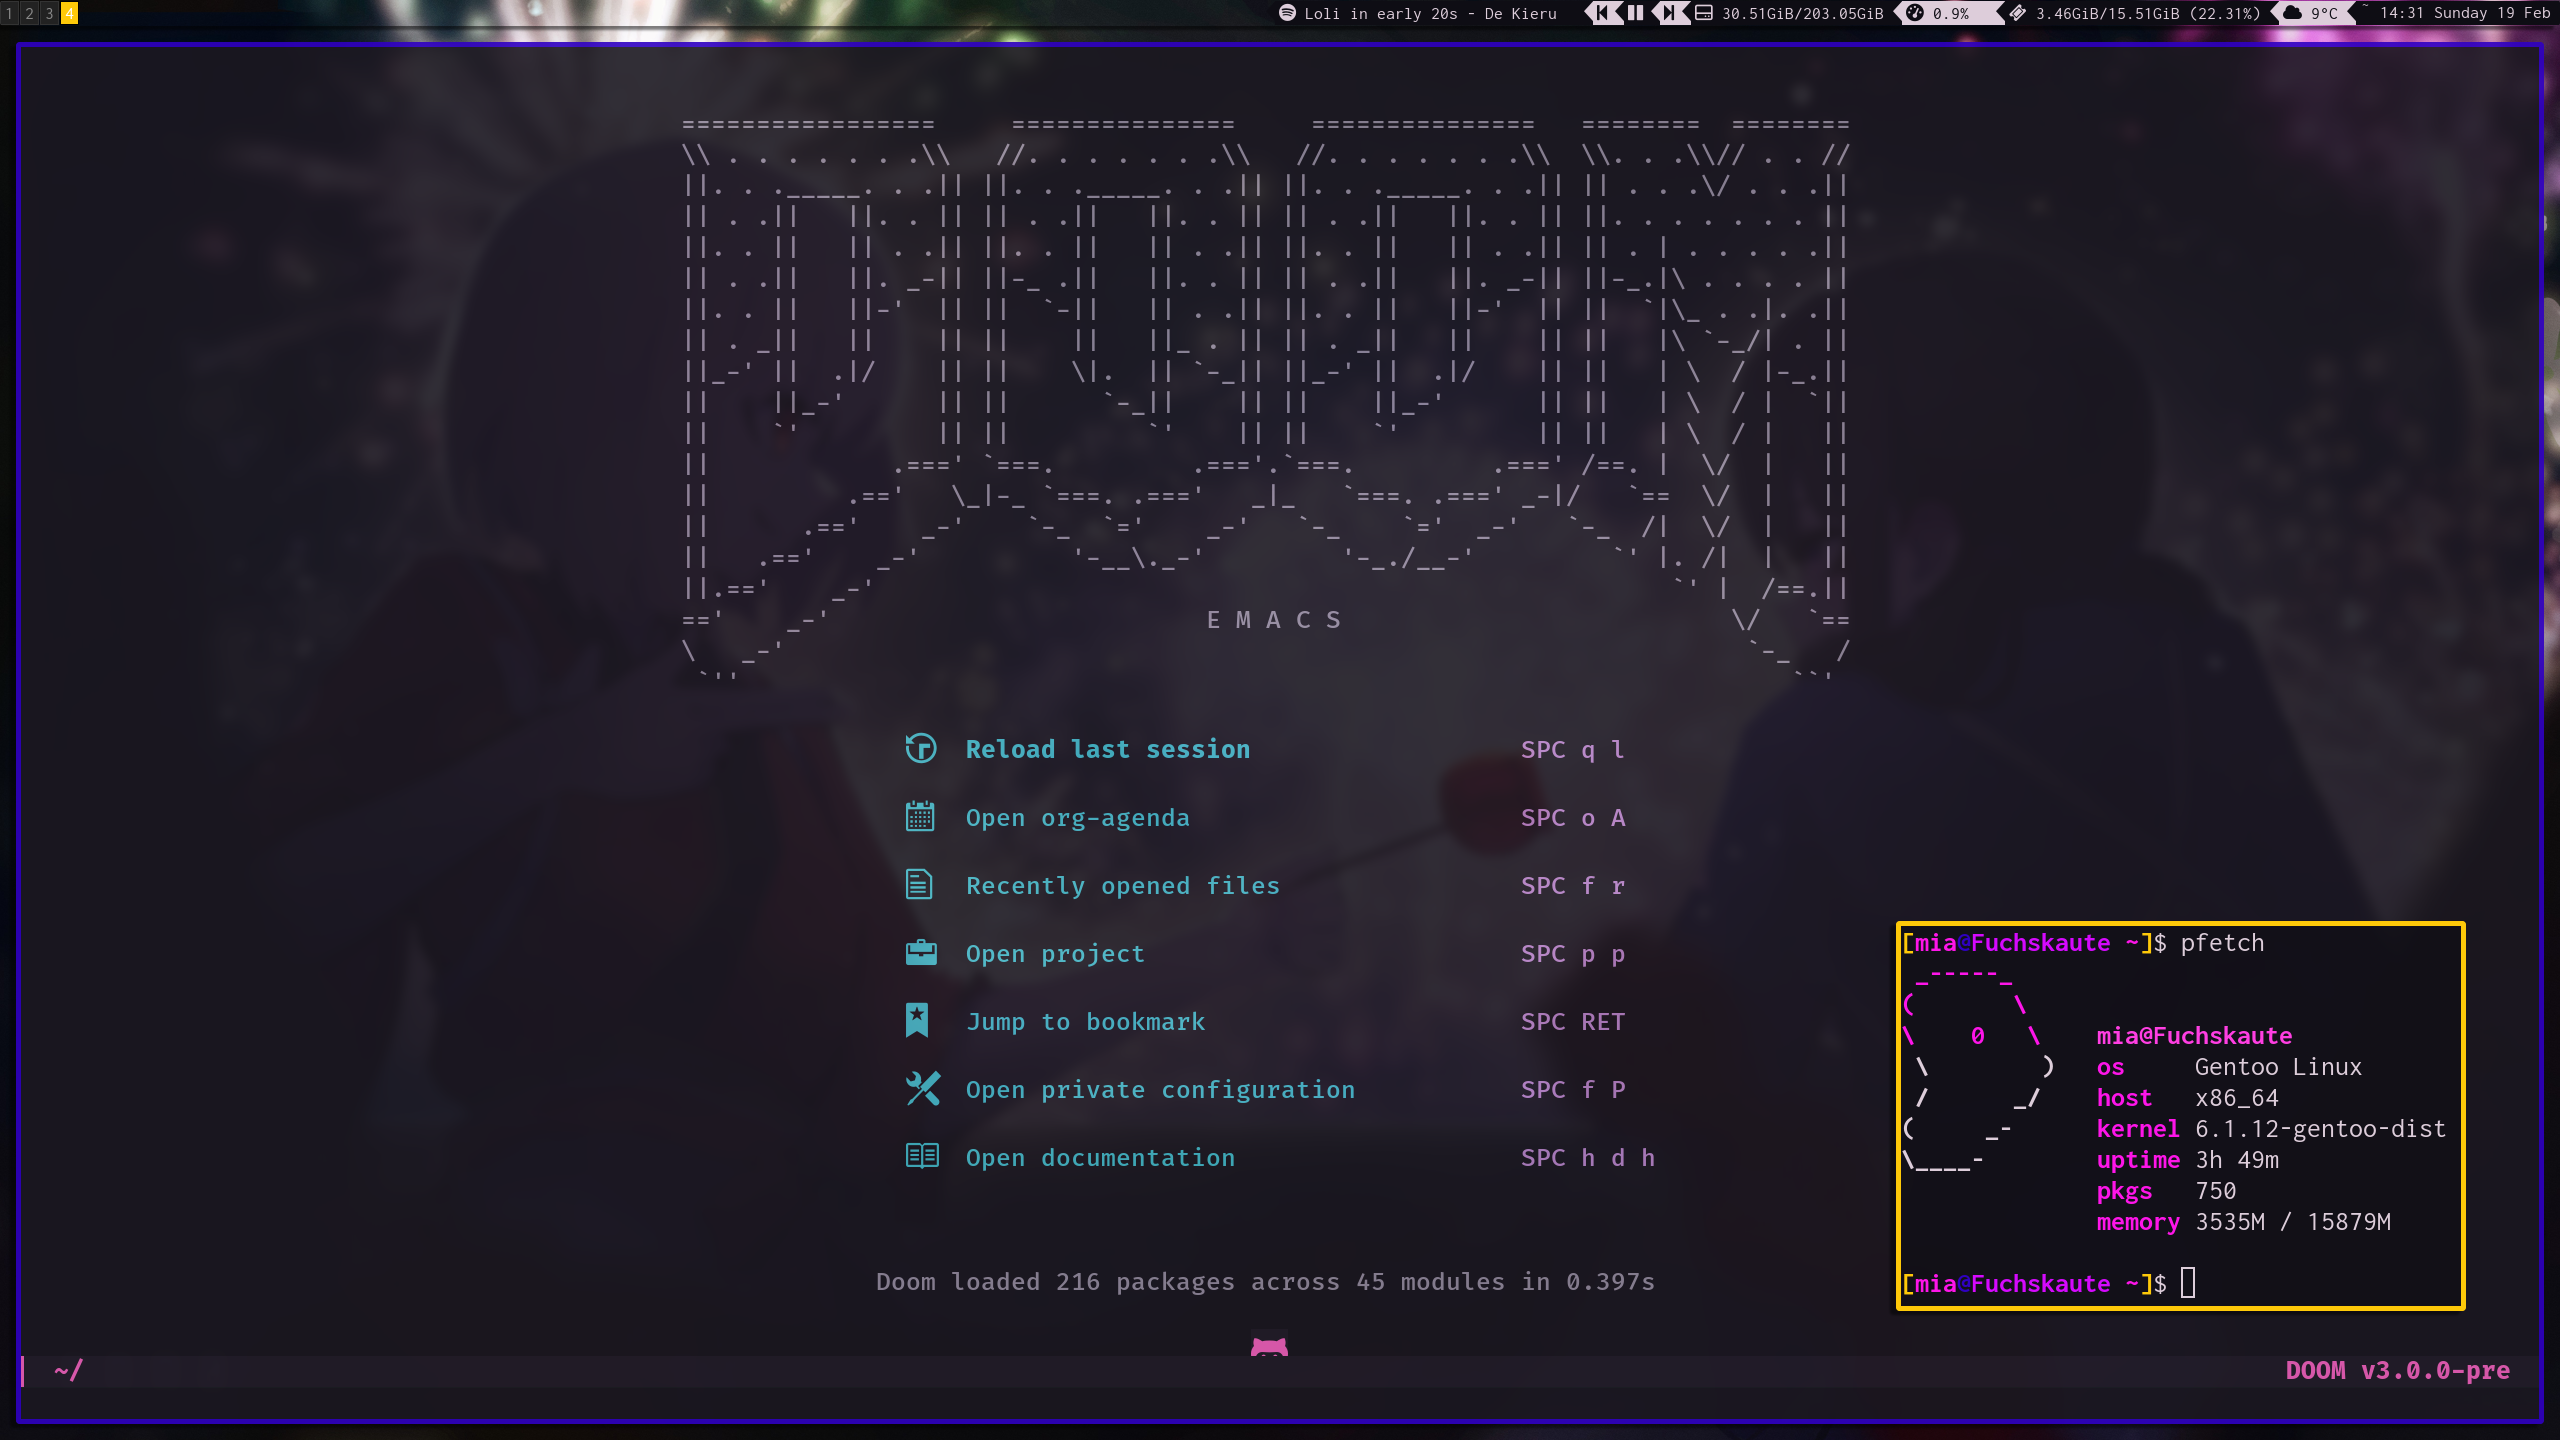 1 2 3 4
Loli in early 20s - De Kieru
30.51GiB/203.05GiB
0.9%
3.46GiB/15.51GiB (22.31%)
9°C
~ 14:31 Sunday 19 Feb
E M A C S
Reload last session SPC q l
Open org-agenda SPC o A
Recently opened files SPC f r
Open project SPC p p
Jump to bookmark SPC RET
Open private configuration SPC f P
Open documentation SPC h d h
Doom loaded 216 packages across 45 modules in 0.397s
~/
DOOM v3.0.0-pre
[mia@Fuchskaute ~]$ pfetch
mia@Fuchskaute
os Gentoo Linux
host x86_64
kernel 6.1.12-gentoo-dist
uptime 3h 49m
pkgs 750
memory 3535M / 15879M
[mia@Fuchskaute ~]$